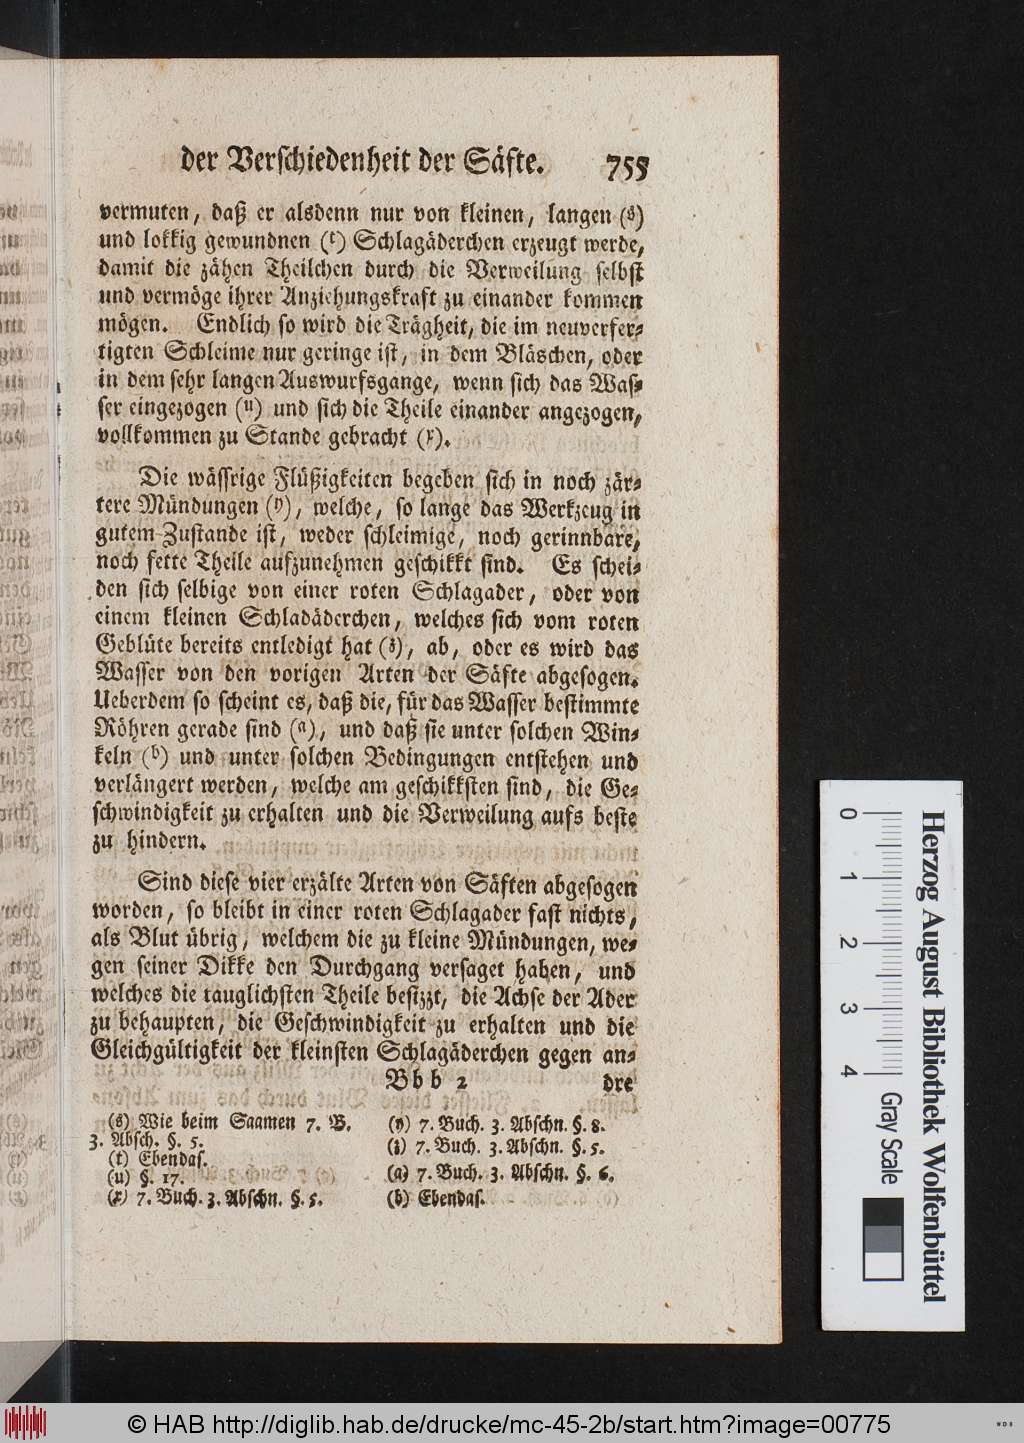 der Verschiedenheit der Säfte. 755
vermuten, daß er alsdenn nur von kleinen, langen (s)
und lokkig gewundnen (t) Schlagäderchen erzeugt werde,
damit die zähen Theilchen durch die Verweilung selbst
und vermöge ihrer Anziehungskraft zu einander kommen
mögen. Endlich so wird die Trägheit, die im neuverfer-
tigten Schleime nur geringe ist, in dem Bläschen, oder
in dem sehr langen Auswurfsgange, wenn sich das Was-
ser eingezogen (u) und sich die Theile einander angezogen,
vollkommen zu Stande gebracht (x).
Die wässrige Flüßigkeiten begeben sich in noch zär-
tere Mündungen (y), welche, so lange das Werkzeug in
gutem Zustande ist, weder schleimige, noch gerinnbare,
noch fette Theile aufzunehmen geschikkt sind. Es schei-
den sich selbige von einer roten Schlagader, oder von
einem kleinen Schladäderchen, welches sich vom roten
Geblüte bereits entledigt hat (z), ab, oder es wird das
Wasser von den vorigen Arten der Säfte abgesogen.
Ueberdem so scheint es, daß die, für das Wasser bestimmte
Röhren gerade sind (a), und daß sie unter solchen Win-
keln (b) und unter solchen Bedingungen entstehen und
verlängert werden, welche am geschikksten sind, die Ge-
schwindigkeit zu erhalten und die Verweilung aufs beste
zu hindern.
Sind diese vier erzälte Arten von Säften abgesogen
worden, so bleibt in einer roten Schlagader fast nichts,
als Blut übrig, welchem die zu kleine Mündungen, we-
gen seiner Dikke den Durchgang versaget haben, und
welches die tauglichsten Theile besizzt, die Achse der Ader
zu behaupten, die Geschwindigkeit zu erhalten und die
Gleichgültigkeit der kleinsten Schlagäderchen gegen an-
Bbb 2 dre
(s) Wie beim Saamen 7. B.
3. Absch. §. 5.
(t) Ebendas.
(u) §. 17.
(x) 7. Buch. 3. Abschn. §. 5.
(y) 7. Buch. 3. Abschn. §. 8.
(z) 7. Buch. 3. Abschn. §. 5.
(a) 7. Buch. 3. Abschn. §. 6.
(b) Ebendas.
Herzog August Bibliothek Wolfenbüttel
0 1 2 3 4 Gray Scale
© HAB http://diglib.hab.de/drucke/mc-45-2b/start.htm?image=00775